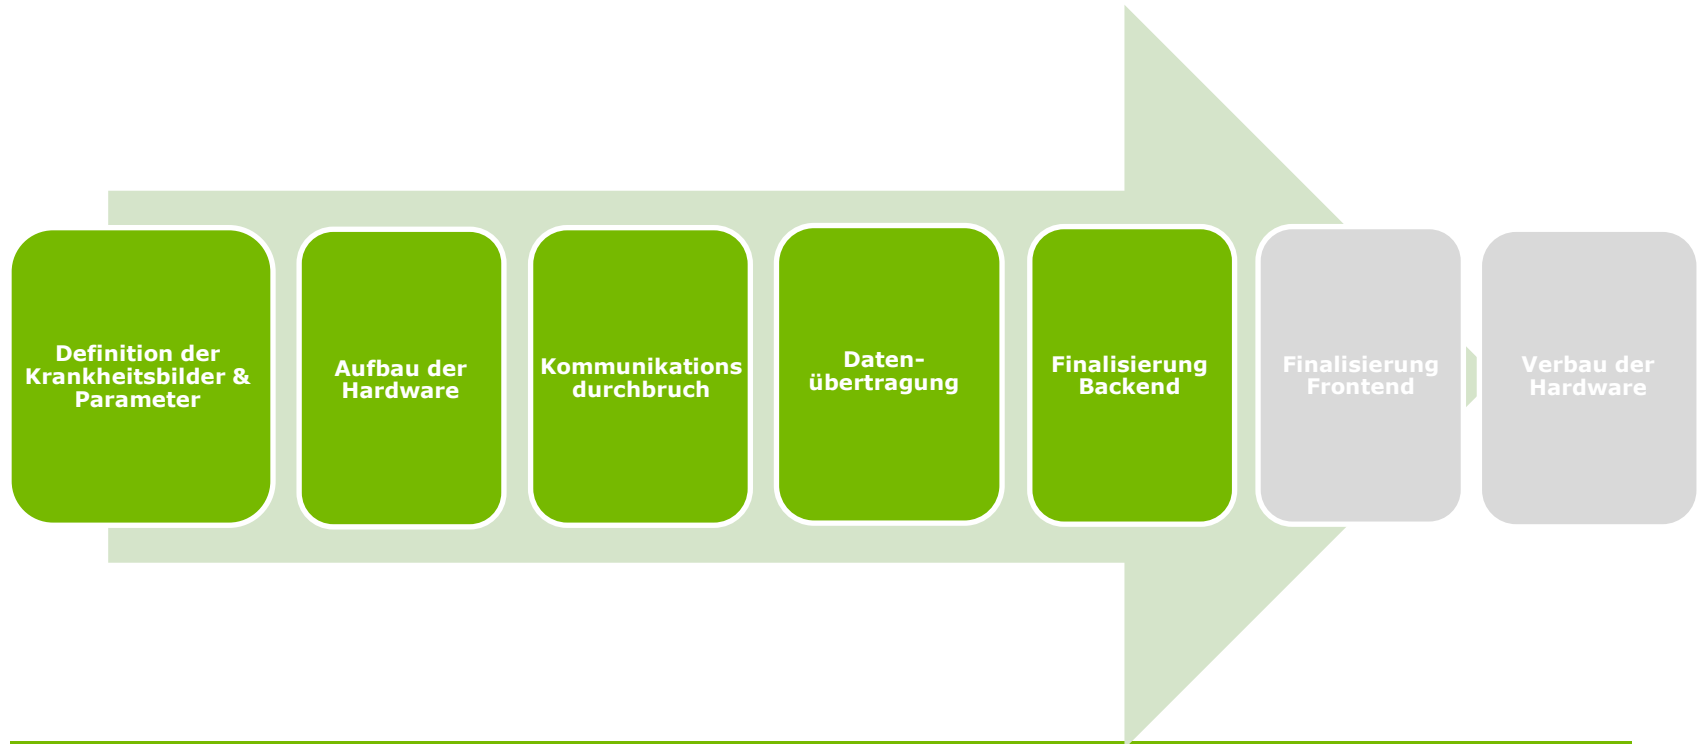 Definition der
Krankheitsbilder &
Parameter
Aufbau der
Hardware
Kommunikations
durchbruch
Daten-
übertragung
Finalisierung
Backend
Finalisierung
Frontend
Verbau der
Hardware